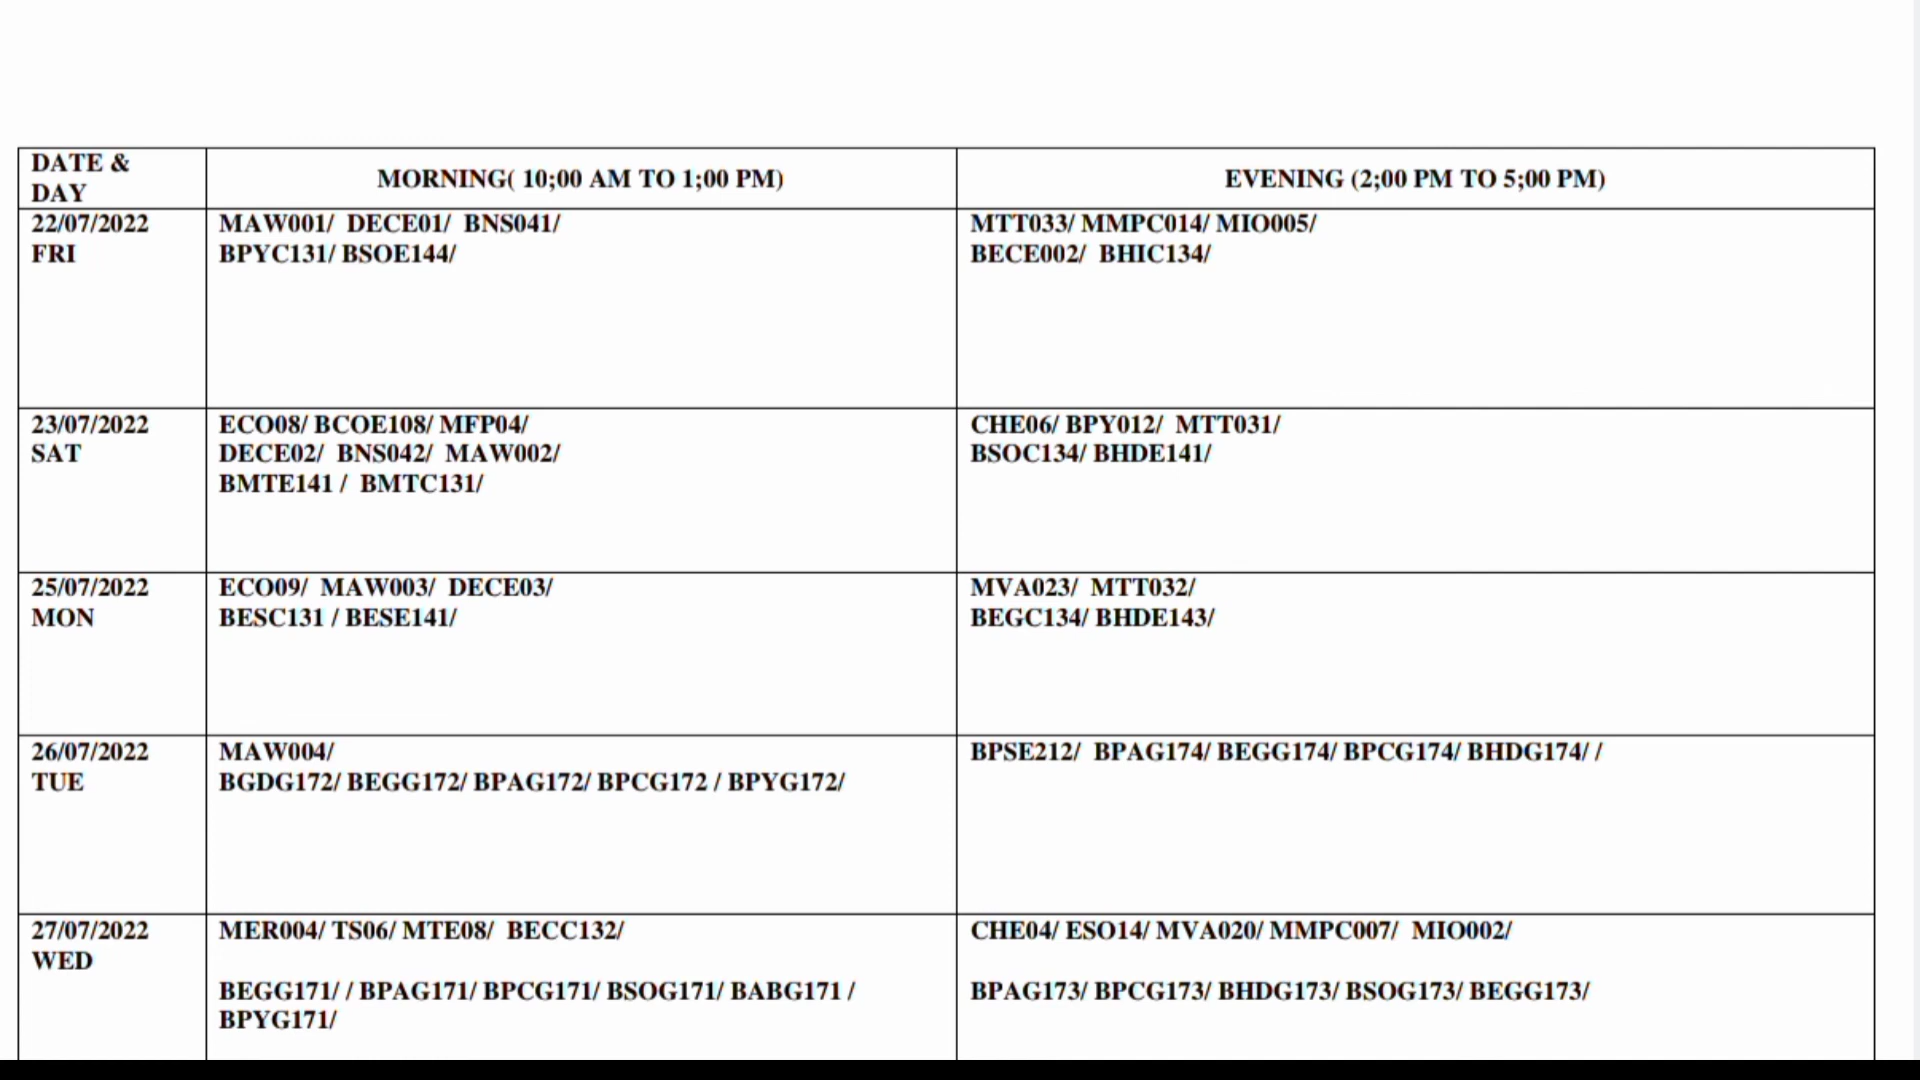 DATE &
DAY
MORNING( 10;00 AM TO 1;00 PM)
EVENING (2;00 PM TO 5;00 PM)
22/07/2022
FRI
MAW001/ DECE01/ BNS041/
BPYC131/ BSOE144/
MTT033/ MMPC014/ MIO005/
BECE002/ BHIC134/
23/07/2022
SAT
ECO08/ BCOE108/ MFP04/
DECE02/ BNS042/ MAW002/
BMTE141 / BMTC131/
CHE06/ BPY012/ MTT031/
BSOC134/ BHDE141/
25/07/2022
MON
ECO09/ MAW003/ DECE03/
BESC131 / BESE141/
MVA023/ MTT032/
BEGC134/ BHDE143/
26/07/2022
TUE
MAW004/
BGDG172/ BEGG172/ BPAG172/ BPCG172 / BPYG172/
BPSE212/ BPAG174/ BEGG174/ BPCG174/ BHDG174/ /
27/07/2022
WED
MER004/ TS06/ MTE08/ BECC132/
BEGG171/ / BPAG171/ BPCG171/ BSOG171/ BABG171 /
BPYG171/
CHE04/ ESO14/ MVA020/ MMPC007/ MIO002/
BPAG173/ BPCG173/ BHDG173/ BSOG173/ BEGG173/